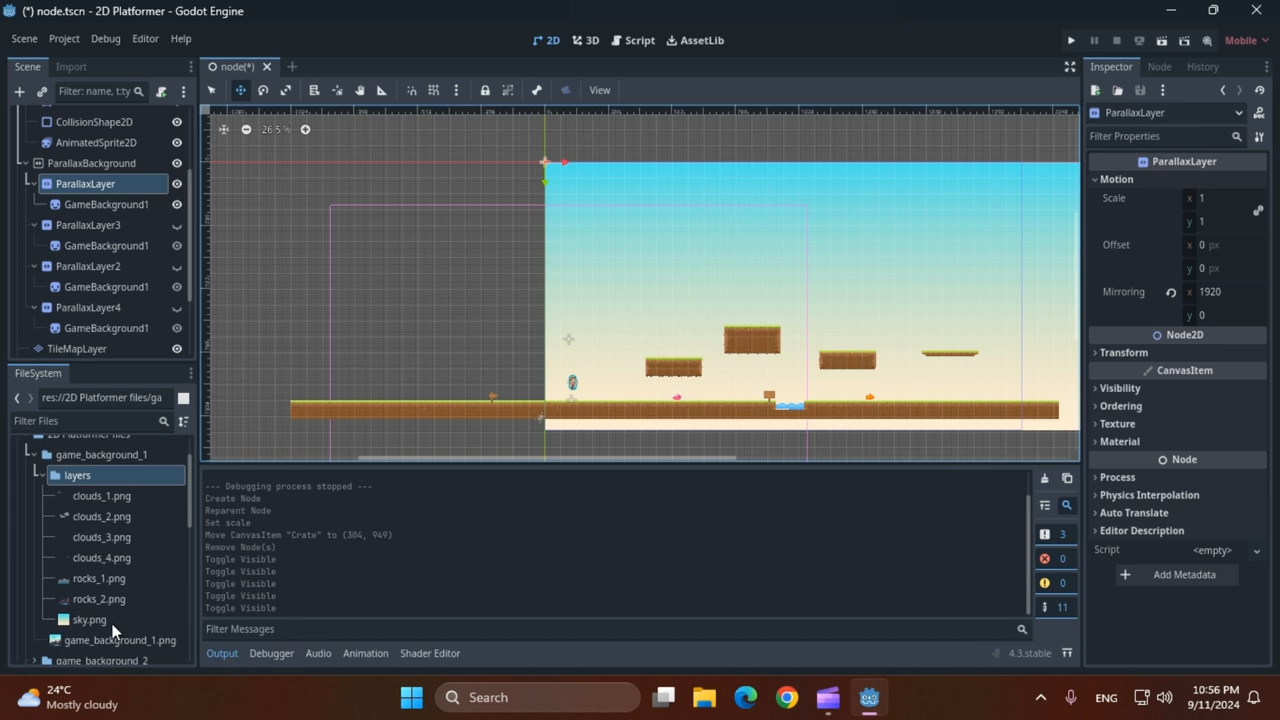 (*) node.tscn - 2D Platformer - Godot Engine
Scene Project Debug Editor Help
2D 3D Script AssetLib
Mobile
Scene Import
Filter: name, t:ty
CollisionShape2D
AnimatedSprite2D
ParallaxBackground
ParallaxLayer
GameBackground1
ParallaxLayer3
GameBackground1
ParallaxLayer2
GameBackground1
ParallaxLayer4
GameBackground1
TileMapLayer
FileSystem
res://2D Platformer files/ga
Filter Files
2D Platformer files
game_background_1
layers
clouds_1.png
clouds_2.png
clouds_3.png
clouds_4.png
rocks_1.png
rocks_2.png
sky.png
game_background_1.png
game_background_2
node(*)
View
26.5 %
--- Debugging process stopped ---
Create Node
Reparent Node
Set scale
Move CanvasItem "Crate" to (304, 949)
Remove Node(s)
Toggle Visible
Toggle Visible
Toggle Visible
Toggle Visible
Toggle Visible
3
0
0
11
Filter Messages
Output Debugger Audio Animation Shader Editor
4.3.stable
Inspector Node History
ParallaxLayer
Filter Properties
ParallaxLayer
Motion
Scale x 1
y 1
Offset x 0 px
y 0 px
Mirroring x 1920
y 0
Node2D
Transform
CanvasItem
Visibility
Ordering
Texture
Material
Node
Process
Physics Interpolation
Auto Translate
Editor Description
Script <empty>
Add Metadata
24°C
Mostly cloudy
Search
ENG
10:56 PM
9/11/2024